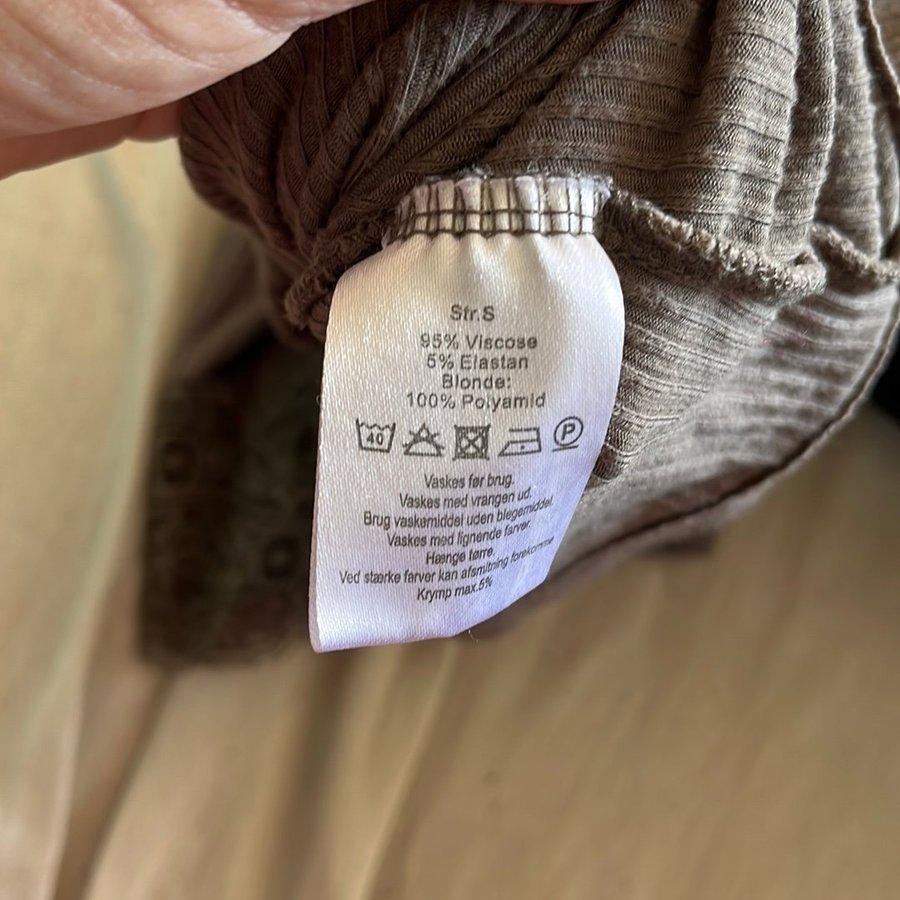 Str.S
95% Viscose
5% Elastan
Blonde:
100% Polyamid
40 P
Vaskes før brug.
Vaskes med vrangen ud.
Brug vaskemiddel uden blegemiddel.
Vaskes med lignende farver.
Hænge tørre.
Ved stærke farver kan afsmitning forekomme
Krymp max.5%